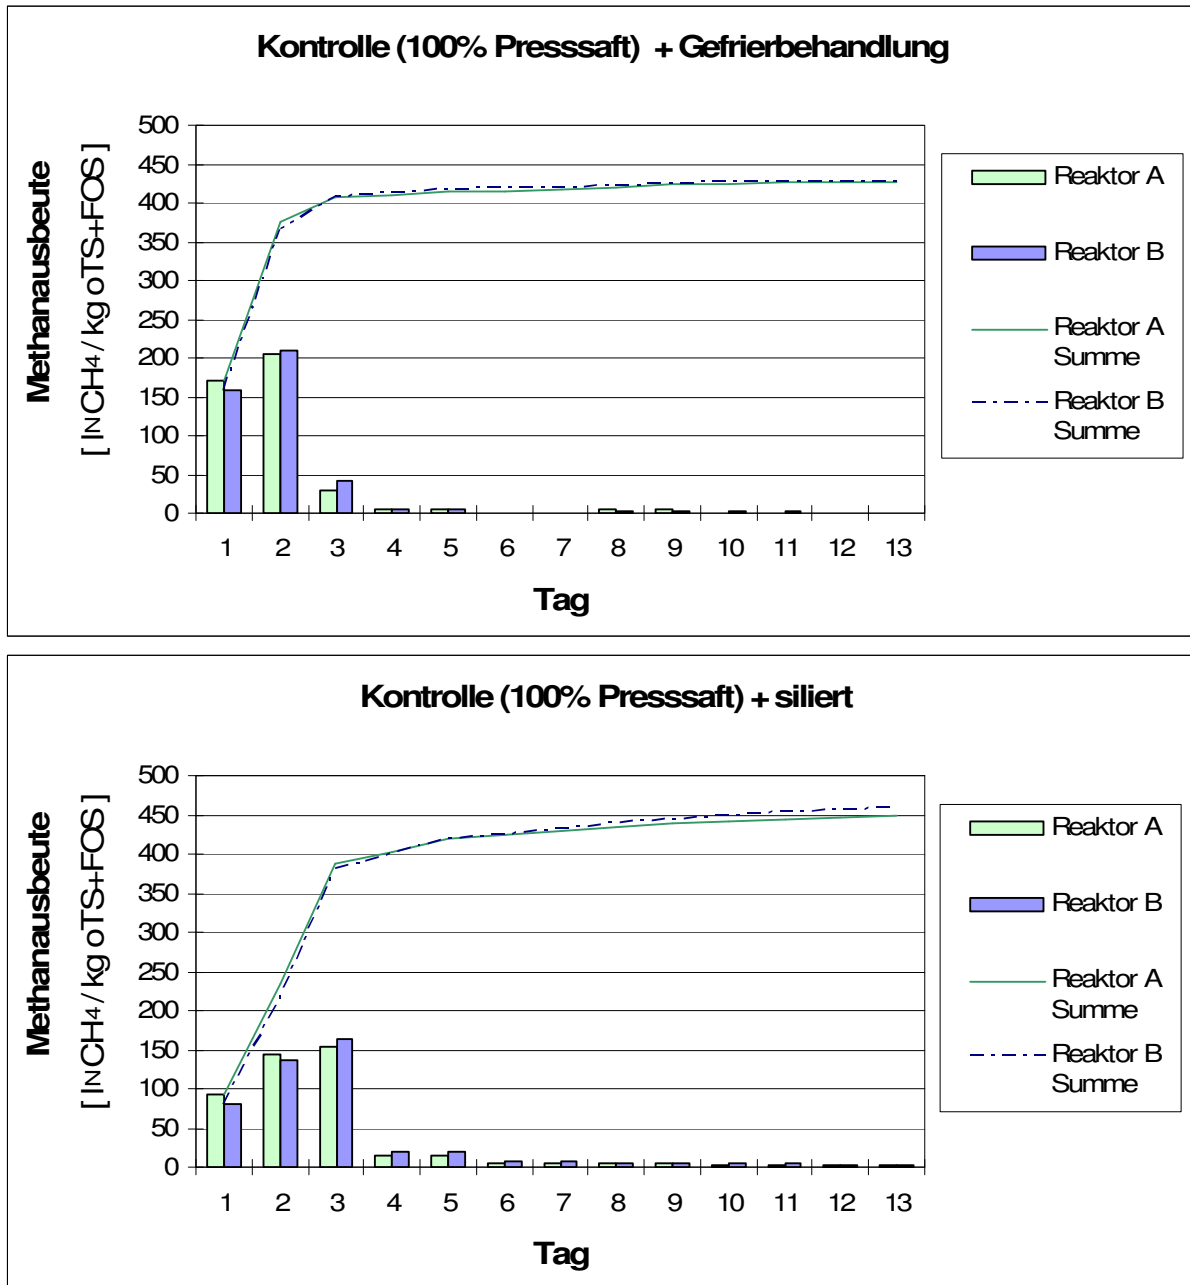 Kontrolle (100% Presssaft) + Gefrierbehandlung
Methanausbeute
[ lNCH4 / kg oTS+FOS ]
500
450
400
350
300
250
200
150
100
50
0
1 2 3 4 5 6 7 8 9 10 11 12 13
Tag
Reaktor A
Reaktor B
Reaktor A
Summe
Reaktor B
Summe
Kontrolle (100% Presssaft) + siliert
Methanausbeute
[ lNCH4 / kg oTS+FOS ]
500
450
400
350
300
250
200
150
100
50
0
1 2 3 4 5 6 7 8 9 10 11 12 13
Tag
Reaktor A
Reaktor B
Reaktor A
Summe
Reaktor B
Summe